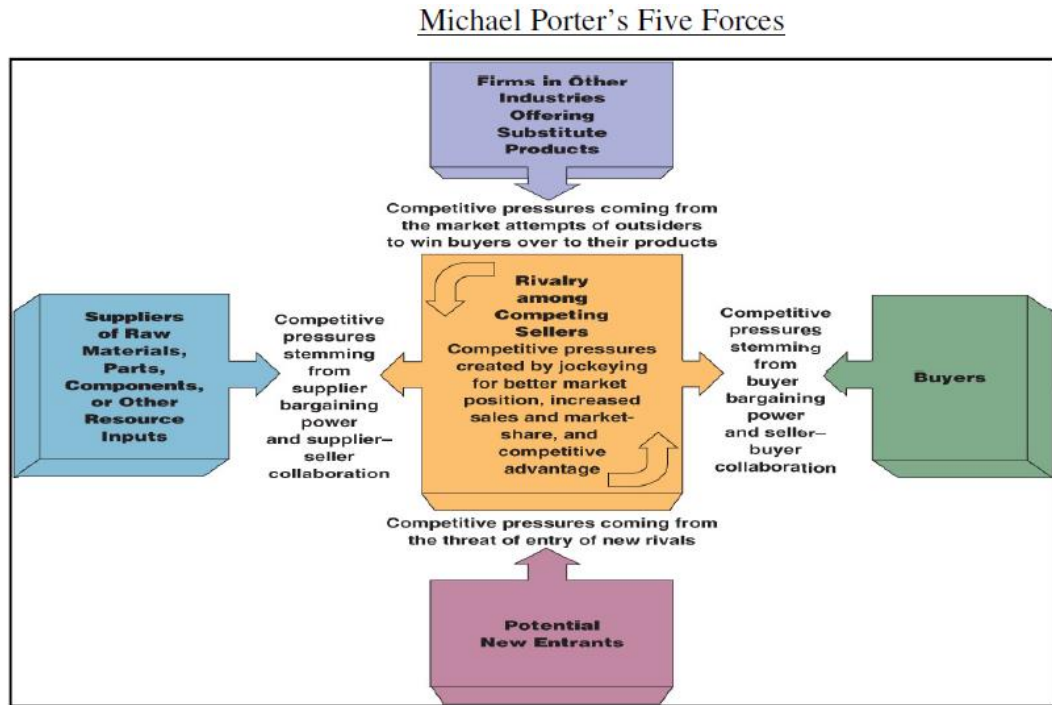 Michael Porter's Five Forces
Firms in Other
Industries
Offering
Substitute
Products
Competitive pressures coming from
the market attempts of outsiders
to win buyers over to their products
Suppliers
of Raw
Materials,
Parts,
Components,
or Other
Resource
Inputs
Competitive
pressures
stemming
from
supplier
bargaining
power
and supplier–
seller
collaboration
Rivalry
among
Competing
Sellers
Competitive pressures
created by jockeying
for better market
position, increased
sales and market-
share, and
competitive
advantage
Competitive
pressures
stemming
from
buyer
bargaining
power
and seller–
buyer
collaboration
Buyers
Competitive pressures coming from
the threat of entry of new rivals
Potential
New Entrants